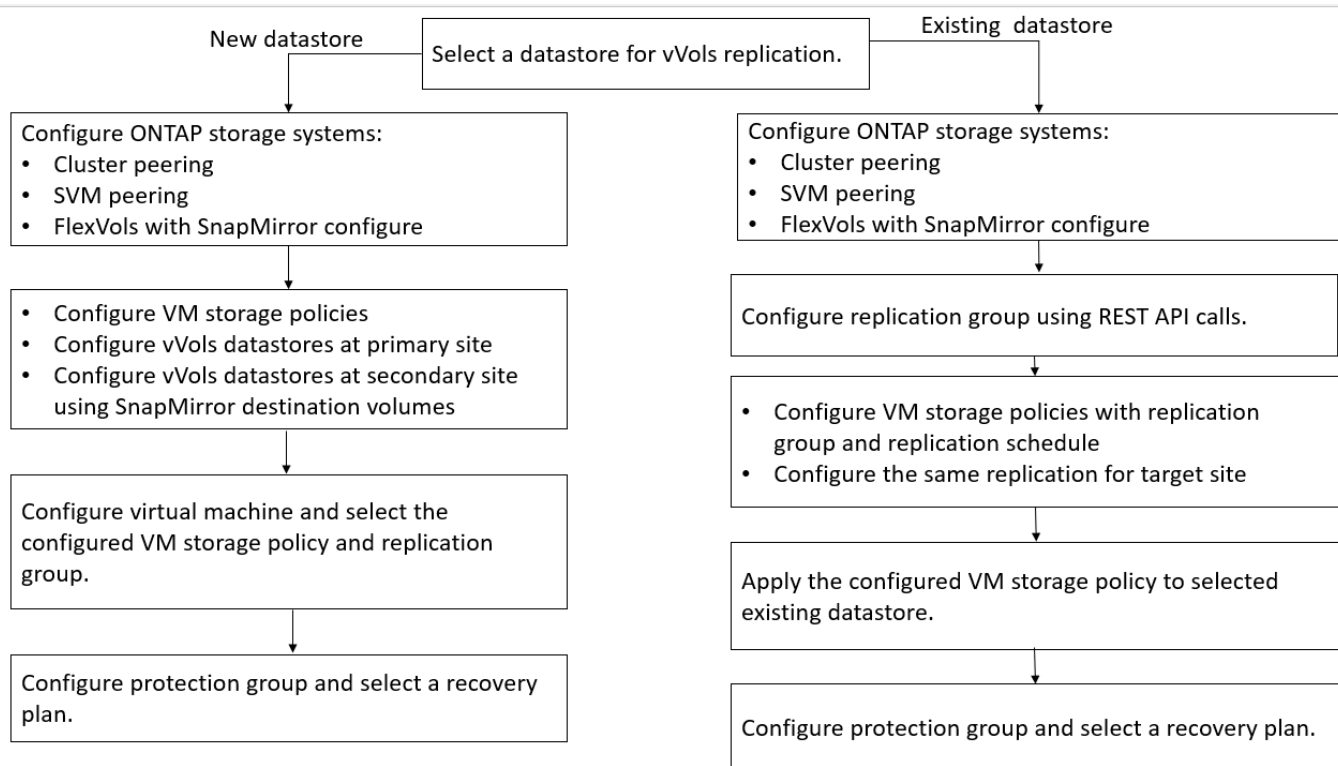 New datastore
Select a datastore for vVols replication.
Existing datastore
Configure ONTAP storage systems:
• Cluster peering
• SVM peering
• FlexVols with SnapMirror configure
• Configure VM storage policies
• Configure vVols datastores at primary site
• Configure vVols datastores at secondary site
using SnapMirror destination volumes
Configure virtual machine and select the
configured VM storage policy and replication
group.
Configure protection group and select a recovery
plan.
Configure ONTAP storage systems:
• Cluster peering
• SVM peering
• FlexVols with SnapMirror configure
Configure replication group using REST API calls.
• Configure VM storage policies with replication
group and replication schedule
• Configure the same replication for target site
Apply the configured VM storage policy to selected
existing datastore.
Configure protection group and select a recovery plan.